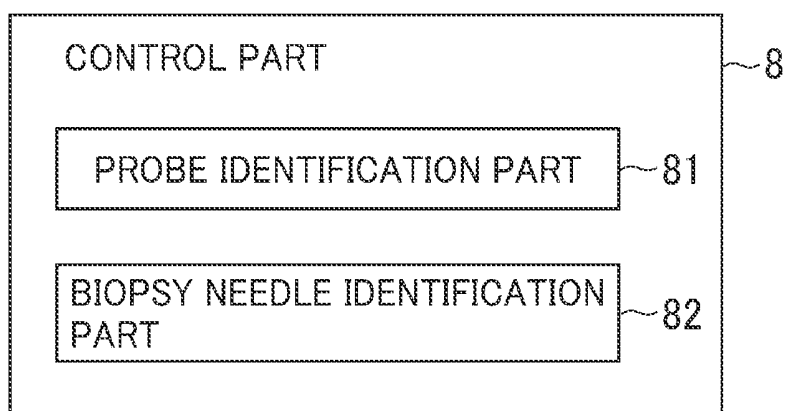 CONTROL PART
8
PROBE IDENTIFICATION PART
81
BIOPSY NEEDLE IDENTIFICATION
PART
82